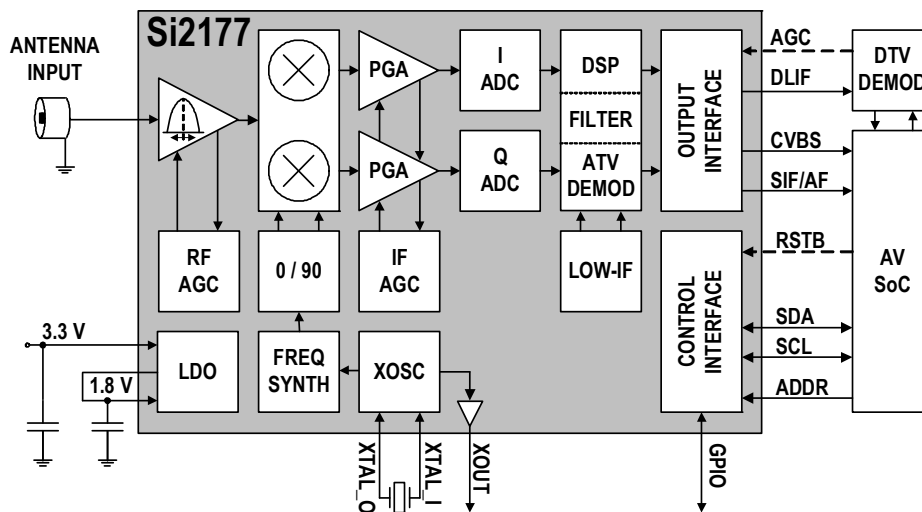 Si2177
ANTENNA
INPUT
PGA
PGA
I
ADC
Q
ADC
DSP
FILTER
ATV
DEMOD
OUTPUT
INTERFACE
AGC
DLIF
CVBS
SIF/AF
DTV
DEMOD
RF
AGC
0 / 90
IF
AGC
LOW-IF
CONTROL
INTERFACE
RSTB
SDA
SCL
ADDR
AV
SoC
3.3 V
1.8 V
LDO
FREQ
SYNTH
XOSC
XTAL_O
XTAL_I
XOUT
GPIO